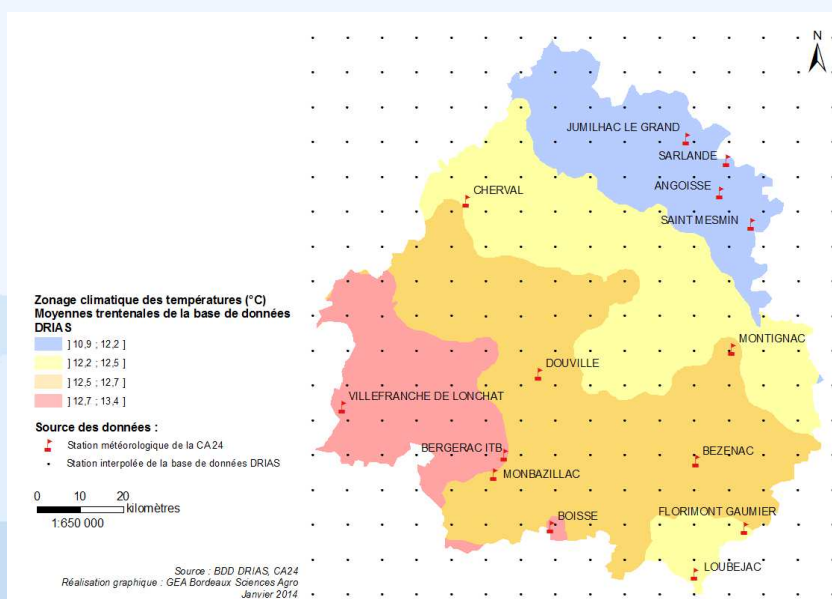 N
JUMILHAC LE GRAND
SARLANDE
ANGOISSE
CHERVAL
SAINT MESMIN
Zonage climatique des températures (°C)
Moyennes trentenales de la base de données
DRIAS
] 10,9 ; 12,2 ]
] 12,2 ; 12,5 ]
] 12,5 ; 12,7 ]
] 12,7 ; 13,4 ]
MONTIGNAC
DOUVILLE
VILLEFRANCHE DE LONCHAT
Source des données :
Station météorologique de la CA24
Station interpolée de la base de données DRIAS
BERGERAC ITB
BEZENAC
MONBAZILLAC
0 10 20
kilomètres
1:650 000
BOISSE
FLORIMONT GAUMIER
LOUBEJAC
Source : BDD DRIAS, CA24
Réalisation graphique : GEA Bordeaux Sciences Agro
Janvier 2014